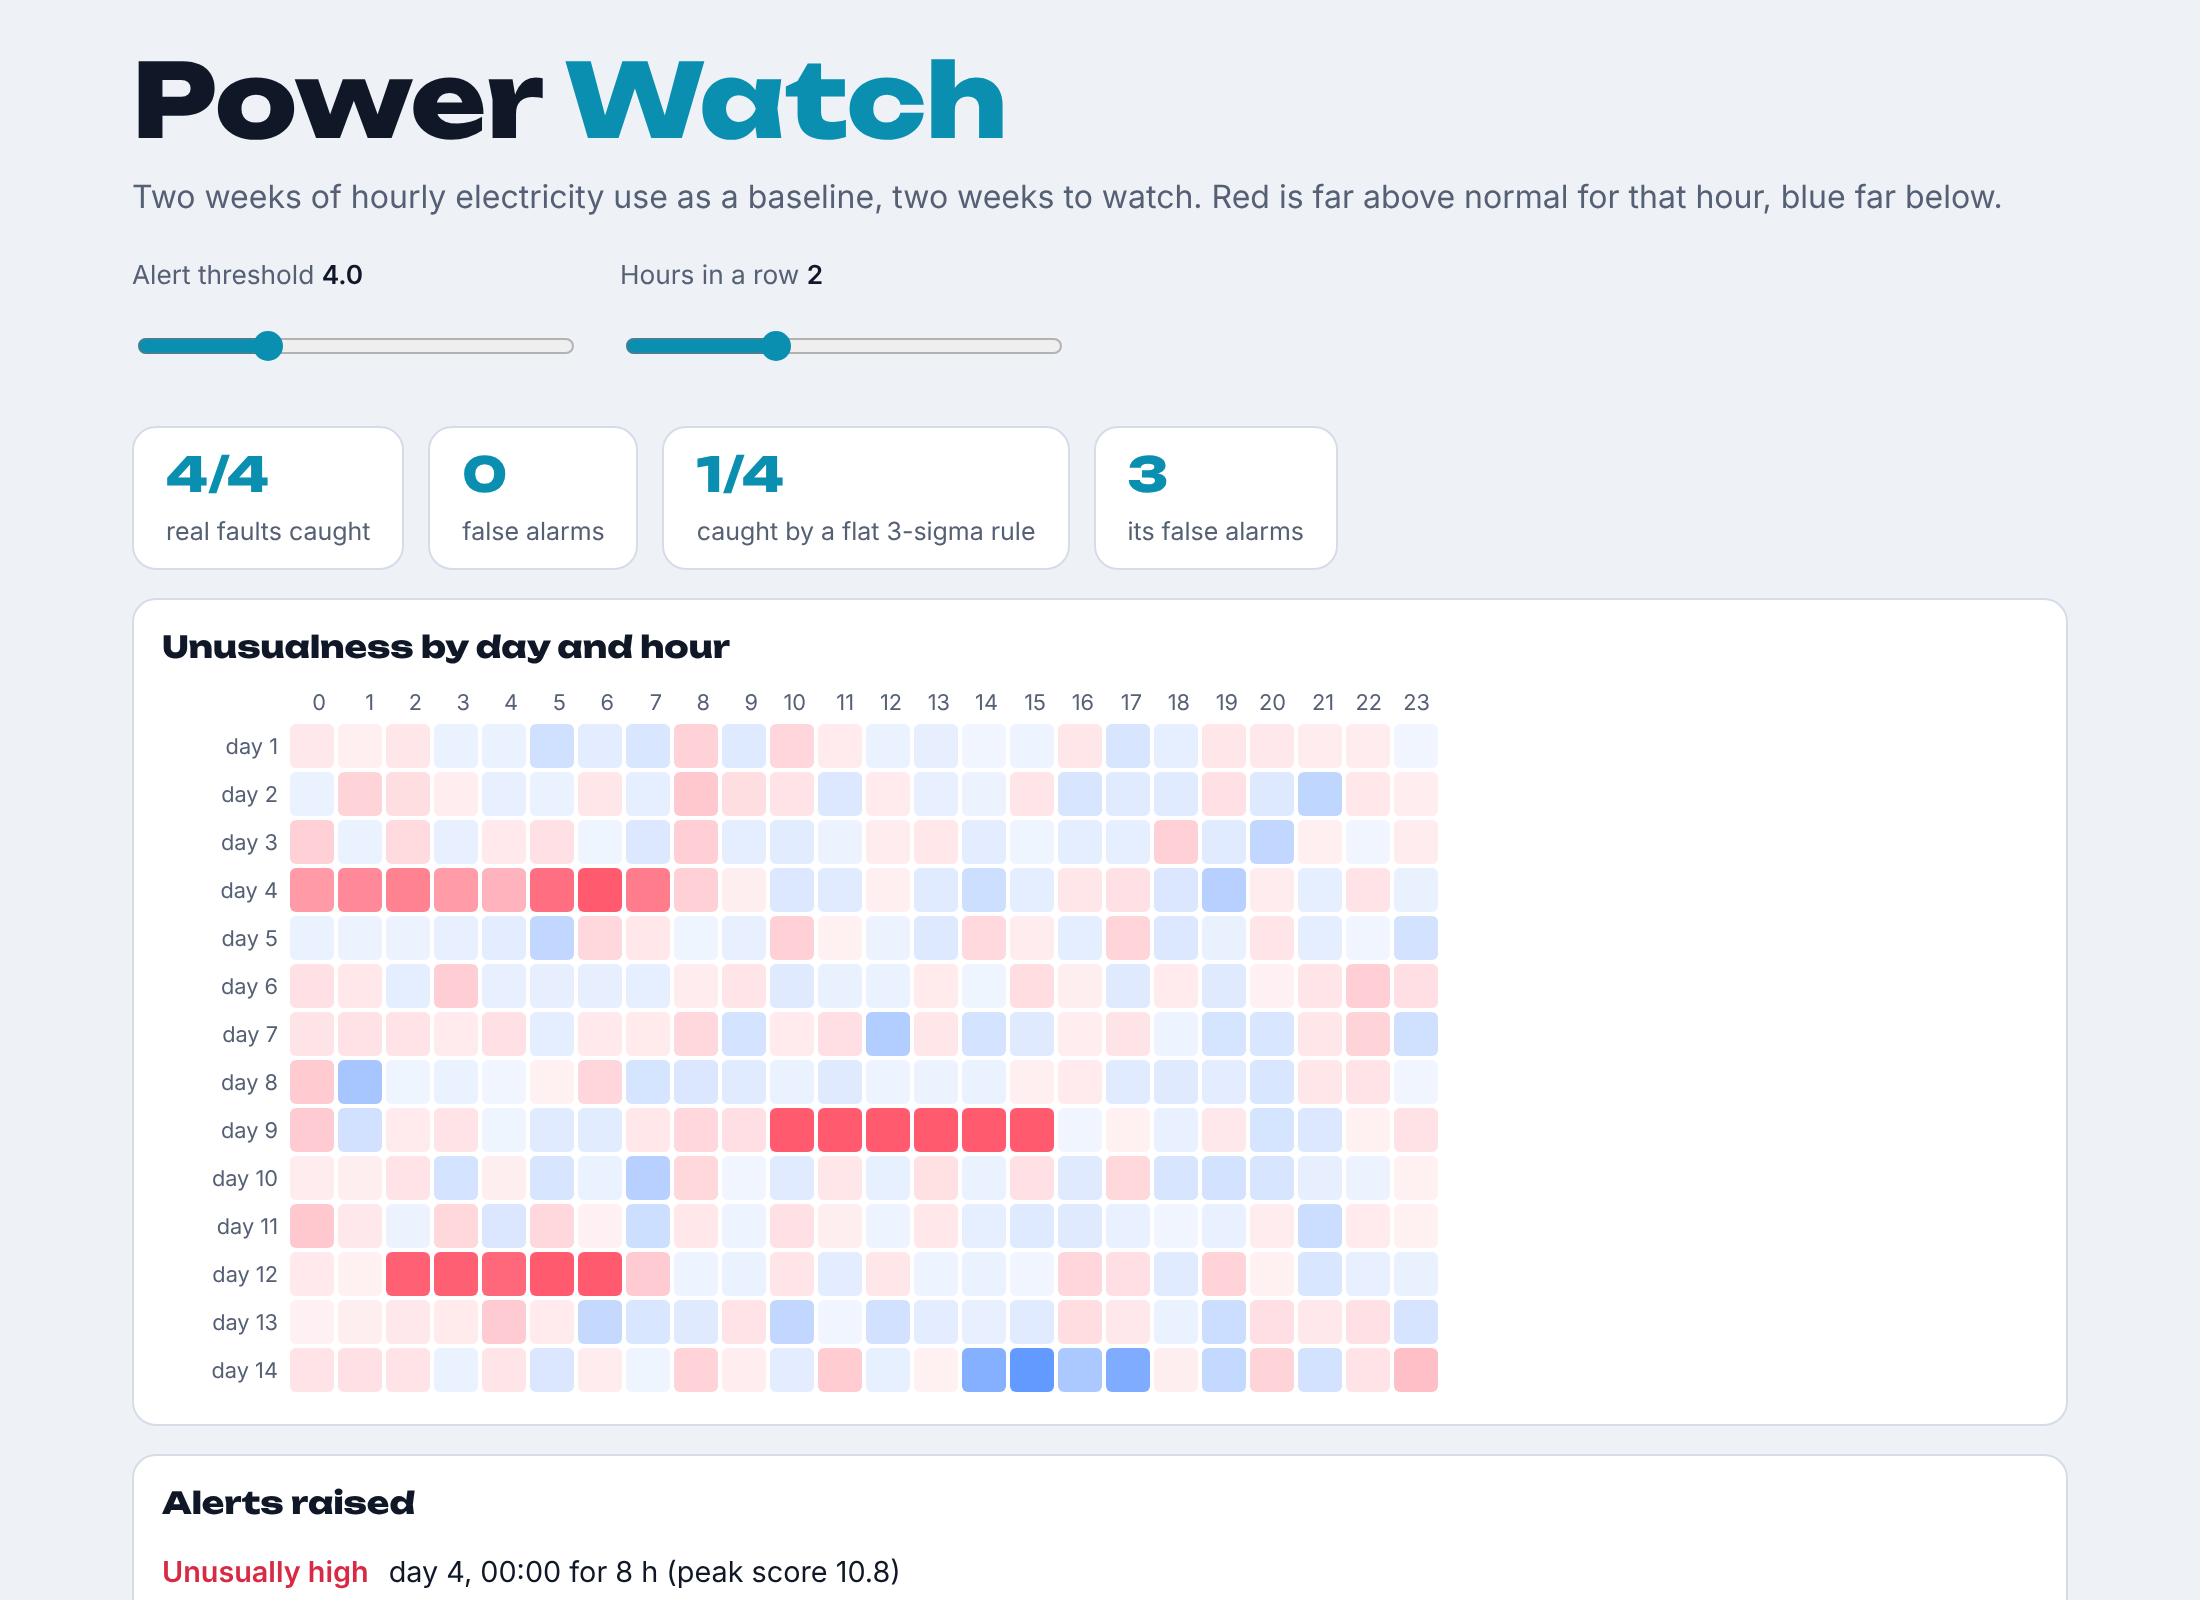 Power Watch
Two weeks of hourly electricity use as a baseline, two weeks to watch. Red is far above normal for that hour, blue far below.
Alert threshold 4.0 Hours in a row 2
4/4 0 1/4 3
real faults caught false alarms caught by a flat 3-sigma rule its false alarms
Unusualness by day and hour
0 1 2 3 4 5 6 7 8 9 10 11 12 13 14 15 16 17 18 19 20 21 22 23
day 1
day 2
day 3
day 4
day 5
day 6
day 7
day 8
day 9
day 10
day 11
day 12
day 13
day 14
Alerts raised
Unusually high day 4, 00:00 for 8 h (peak score 10.8)